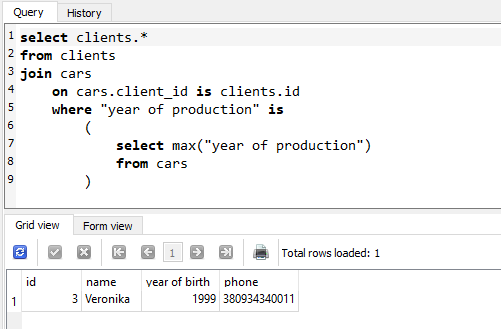 Query History
1 select clients.*
2 from clients
3 join cars
4 on cars.client_id is clients.id
5 where "year of production" is
6 (
7 select max("year of production")
8 from cars
9 )
Grid view Form view
1 Total rows loaded: 1
id name year of birth phone
1 3 Veronika 1999 380934340011